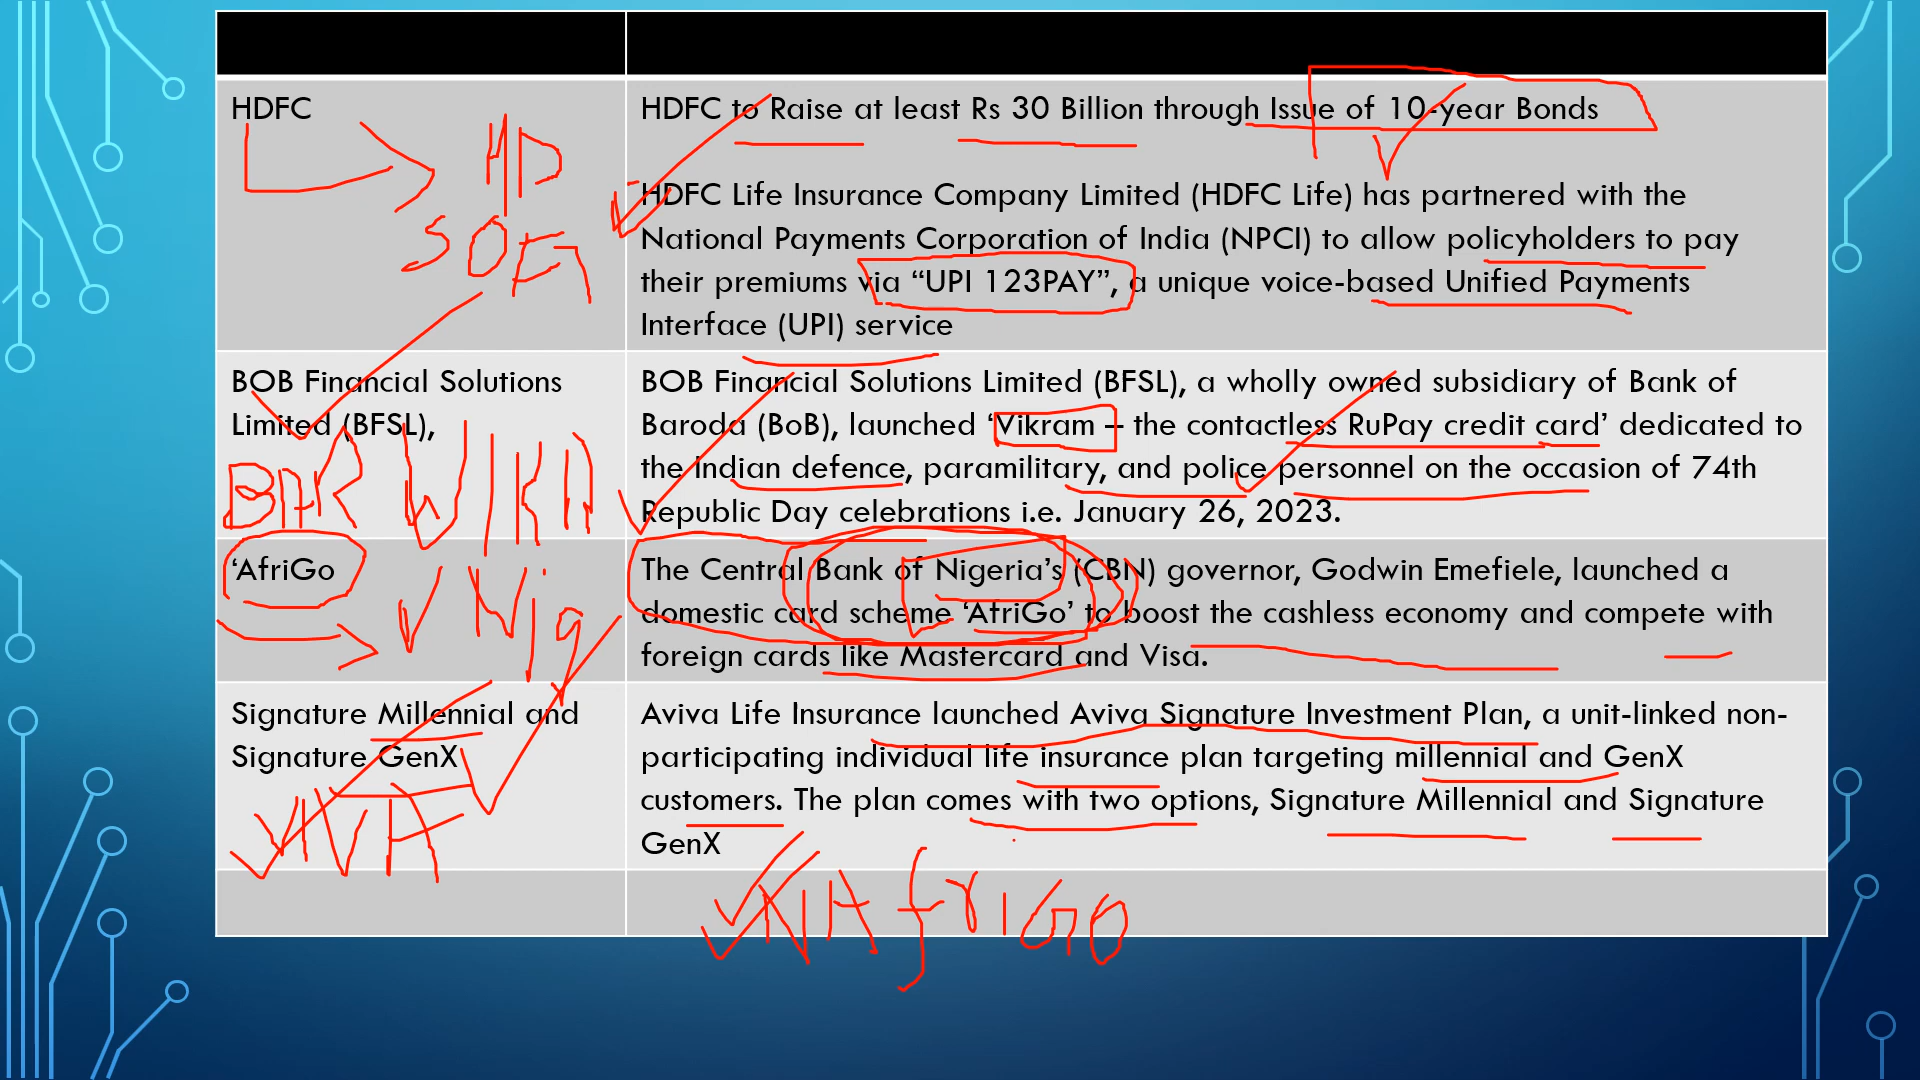 HDFC
HDFC to Raise at least Rs 30 Billion through Issue of 10-year Bonds
HDFC Life Insurance Company Limited (HDFC Life) has partnered with the
National Payments Corporation of India (NPCI) to allow policyholders to pay
their premiums via “UPI 123PAY”, a unique voice-based Unified Payments
Interface (UPI) service
HD
BOB Financial Solutions
Limited (BFSL),
BOB Financial Solutions Limited (BFSL), a wholly owned subsidiary of Bank of
Baroda (BoB), launched ‘Vikram – the contactless RuPay credit card’ dedicated to
the Indian defence, paramilitary, and police personnel on the occasion of 74th
Republic Day celebrations i.e. January 26, 2023.
‘AfriGo
The Central Bank of Nigeria’s (CBN) governor, Godwin Emefiele, launched a
domestic card scheme ‘AfriGo’ to boost the cashless economy and compete with
foreign cards like Mastercard and Visa.
Nig
Signature Millennial and
Signature GenX
Aviva Life Insurance launched Aviva Signature Investment Plan, a unit-linked non-
participating individual life insurance plan targeting millennial and GenX
customers. The plan comes with two options, Signature Millennial and Signature
GenX